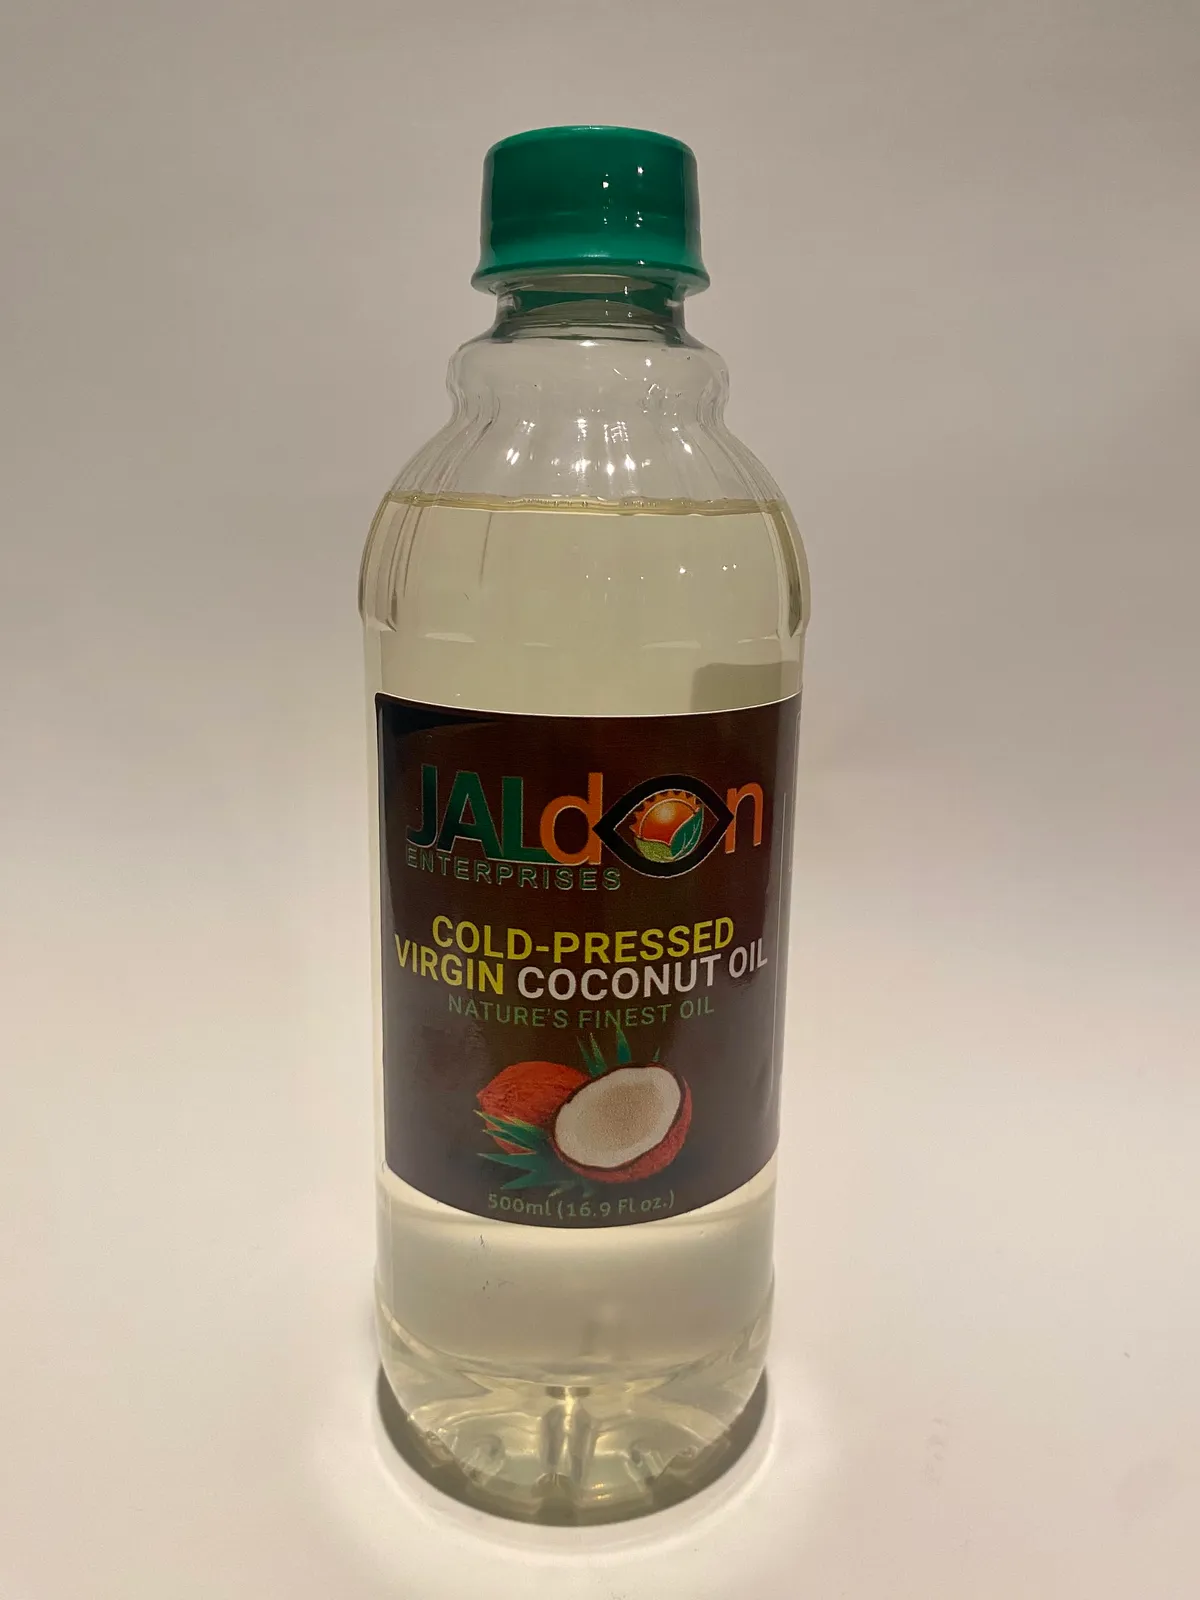 JALdon
ENTERPRISES
COLD-PRESSED
VIRGIN COCONUT OIL
NATURE'S FINEST OIL
500ml (16.9 Fl oz.)